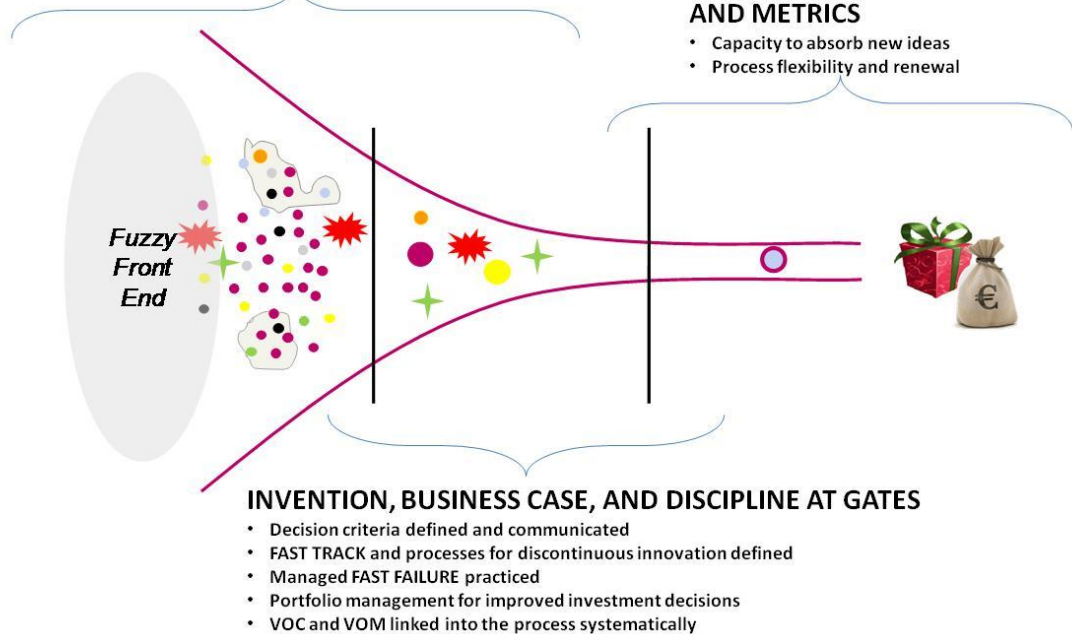 AND METRICS
• Capacity to absorb new ideas
• Process flexibility and renewal
Fuzzy
Front
End
€
INVENTION, BUSINESS CASE, AND DISCIPLINE AT GATES
• Decision criteria defined and communicated
• FAST TRACK and processes for discontinuous innovation defined
• Managed FAST FAILURE practiced
• Portfolio management for improved investment decisions
• VOC and VOM linked into the process systematically